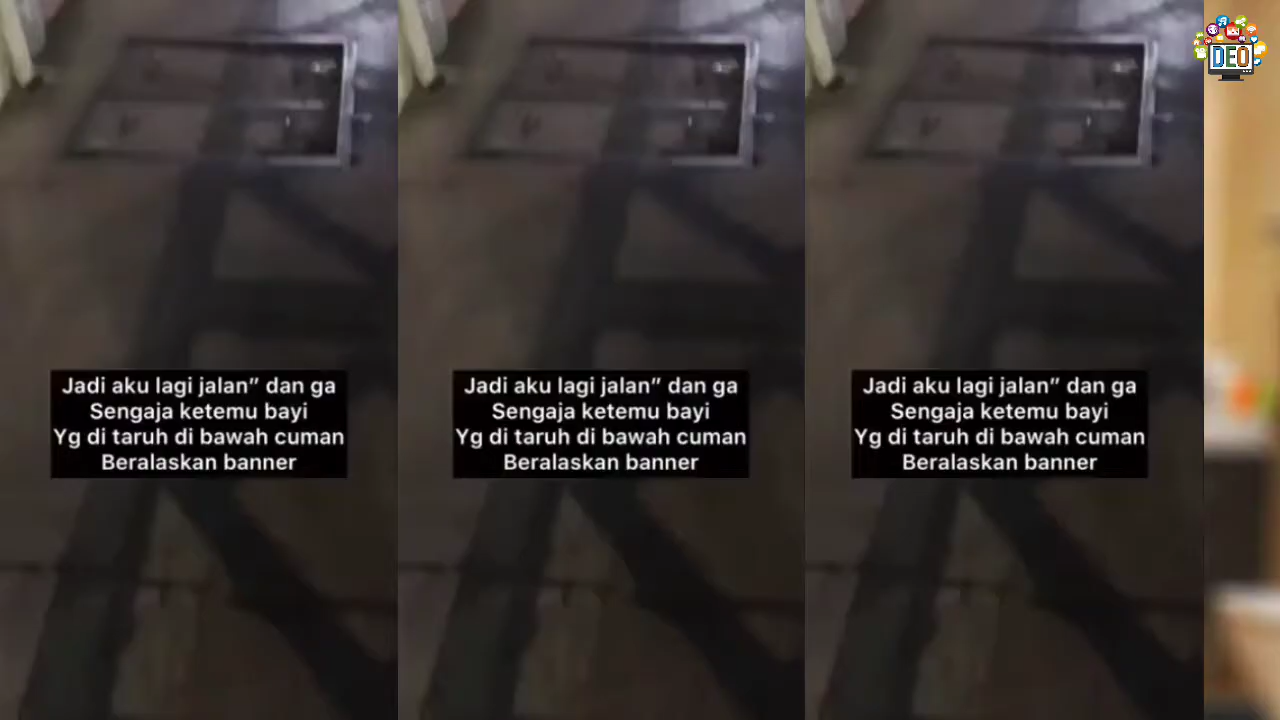 DEO
Jadi aku lagi jalan” dan ga
Sengaja ketemu bayi
Yg di taruh di bawah cuman
Beralaskan banner
Jadi aku lagi jalan” dan ga
Sengaja ketemu bayi
Yg di taruh di bawah cuman
Beralaskan banner
Jadi aku lagi jalan” dan ga
Sengaja ketemu bayi
Yg di taruh di bawah cuman
Beralaskan banner